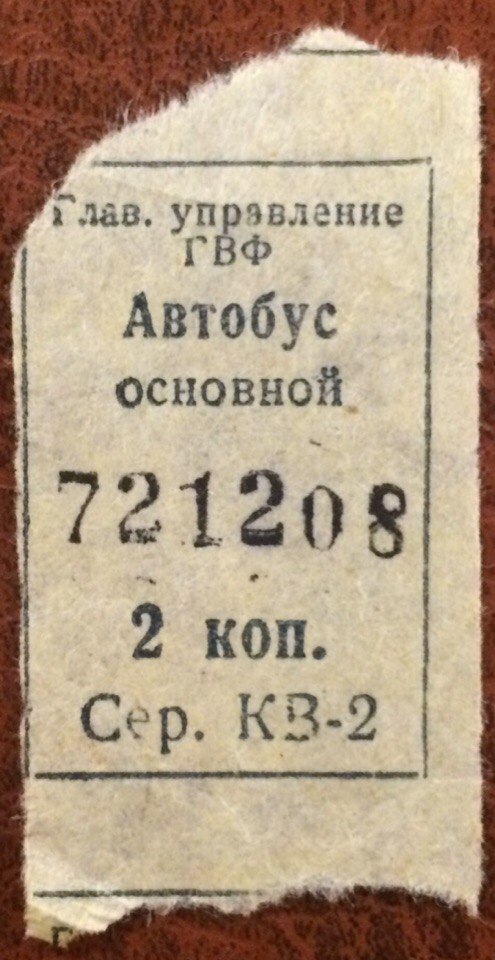 Глав. управление
ГВФ
Автобус
основной
721208
2 коп.
Сер. КВ-2
Г